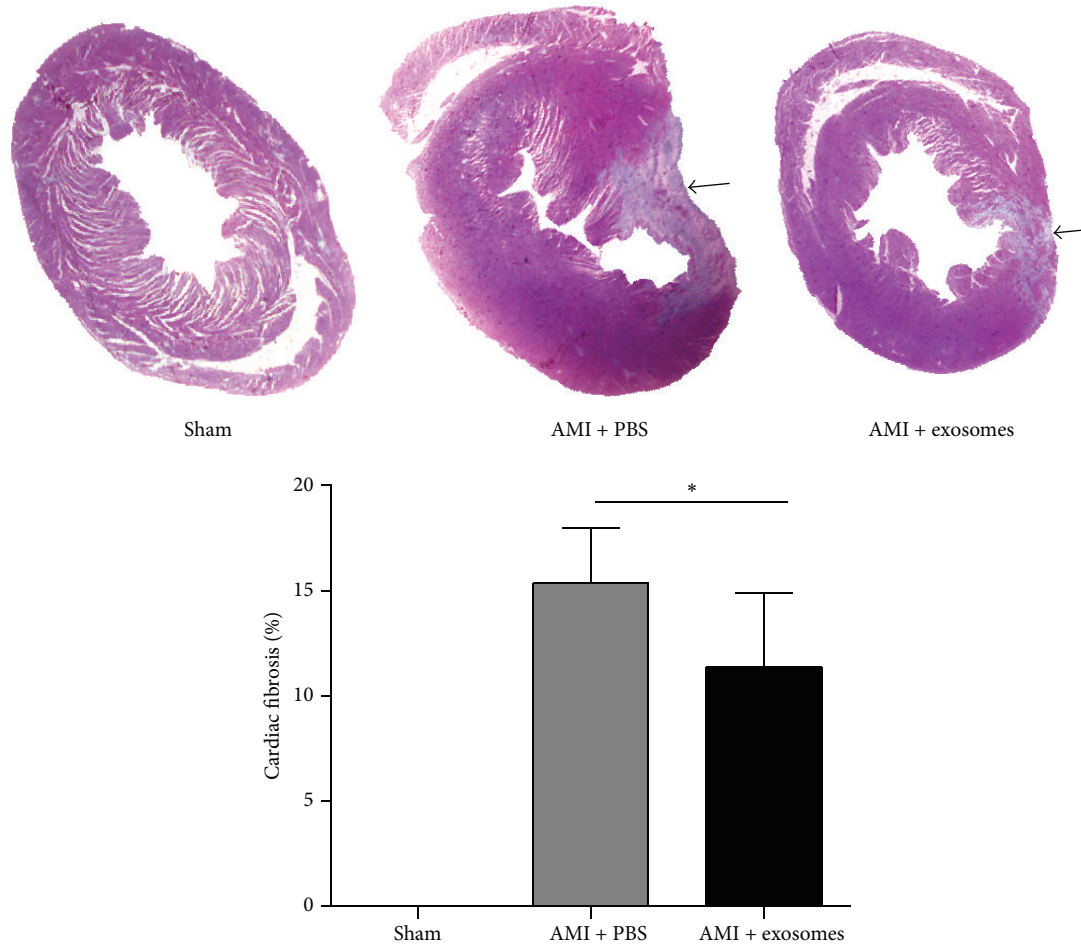 Sham
AMI + PBS
AMI + exosomes
*
20
15
10
5
0
Cardiac fibrosis (%)
Sham
AMI + PBS
AMI + exosomes